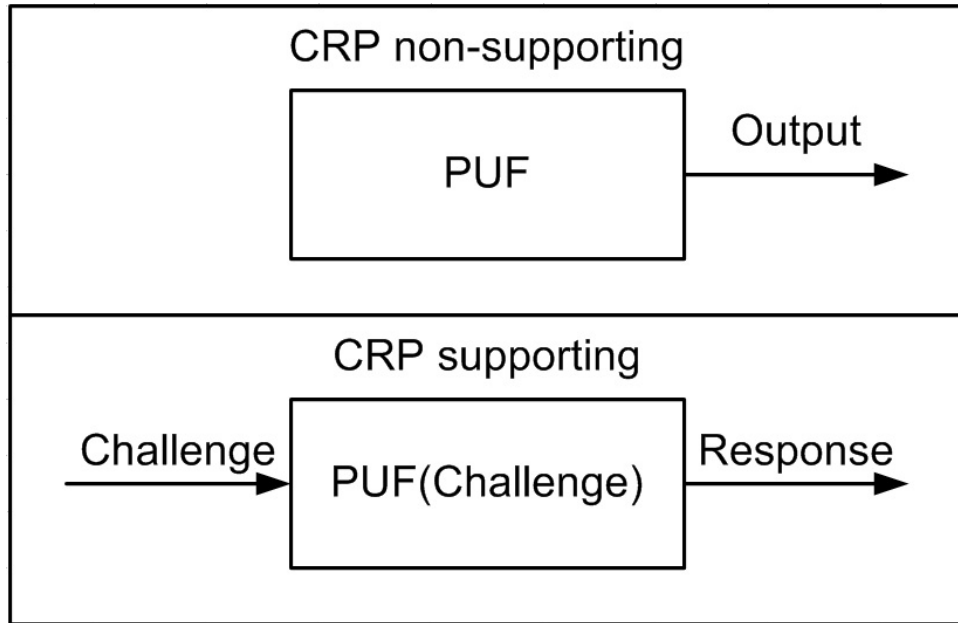 CRP non-supporting
PUF
Output
CRP supporting
Challenge
PUF(Challenge)
Response